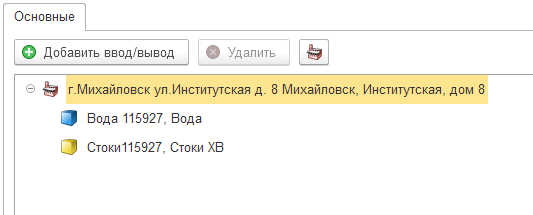 Основные
Добавить ввод/вывод Удалить
г.Михайловск ул.Институтская д. 8 Михайловск, Институтская, дом 8
Вода 115927, Вода
Стоки115927, Стоки ХВ